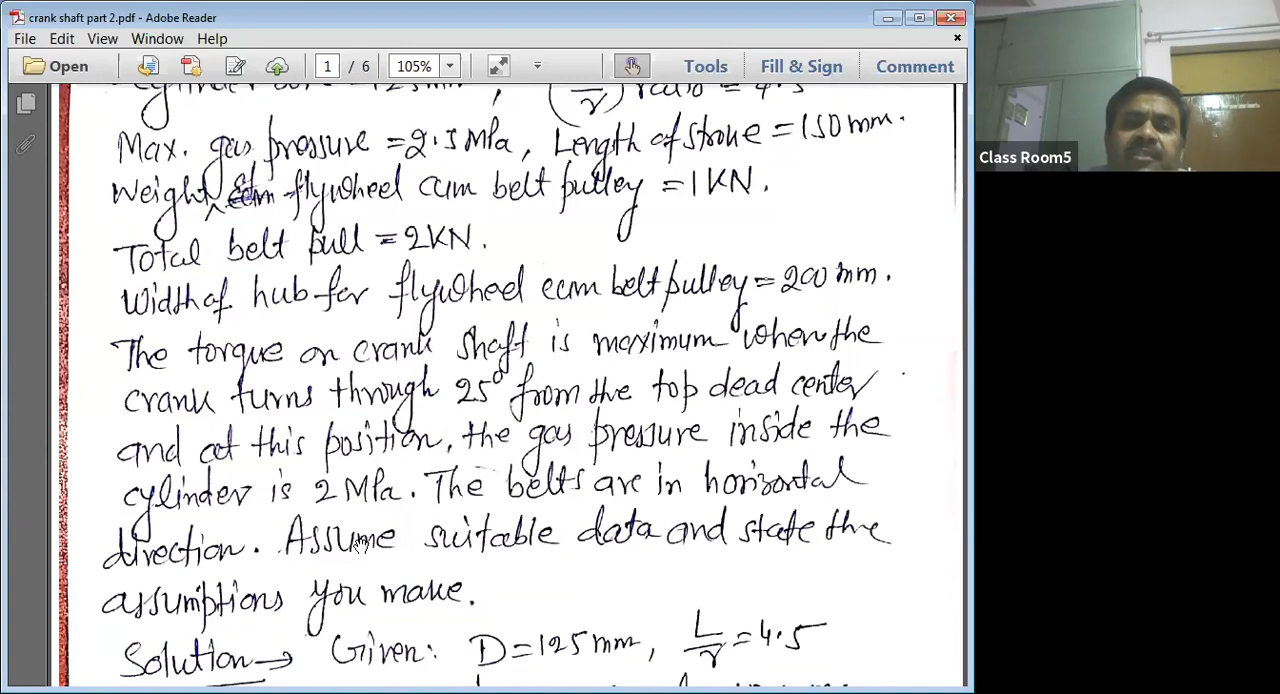 crank shaft part 2.pdf - Adobe Reader
File Edit View Window Help
Open 1 / 6 105% Tools Fill & Sign Comment
Max. gas pressure = 2.5 MPa, Length of stroke = 150 mm.
Weight of flywheel cum belt pulley = 1 KN.
Total belt pull = 2 KN.
Width of hub for flywheel cum belt pulley = 200 mm.
The torque on crank shaft is maximum when the
crank turns through 25° from the top dead center
and at this position, the gas pressure inside the
cylinder is 2 MPa. The belts are in horizontal
direction. Assume suitable data and state the
assumptions you make.
Solution → Given: D = 125 mm, L/r = 4.5
Class Room5